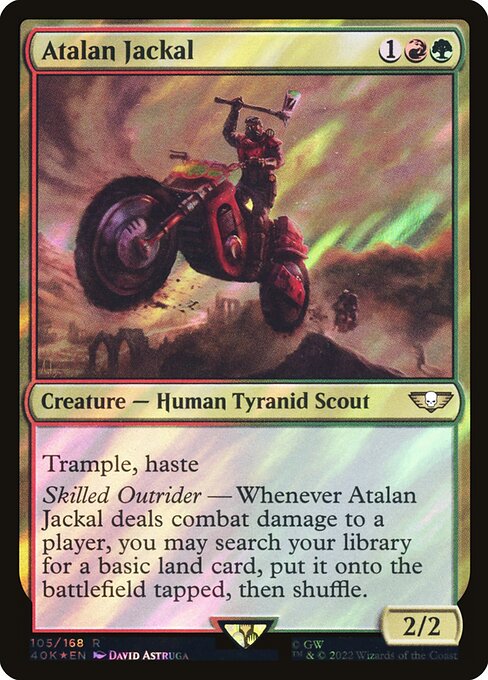 Atalan Jackal 1
Creature — Human Tyranid Scout
Trample, haste
Skilled Outrider — Whenever Atalan
Jackal deals combat damage to a
player, you may search your library
for a basic land card, put it onto the
battlefield tapped, then shuffle.
2/2
105/168 R
40K★EN DAVID ASTRUGA
© GW
™ & © 2022 Wizards of the Coast